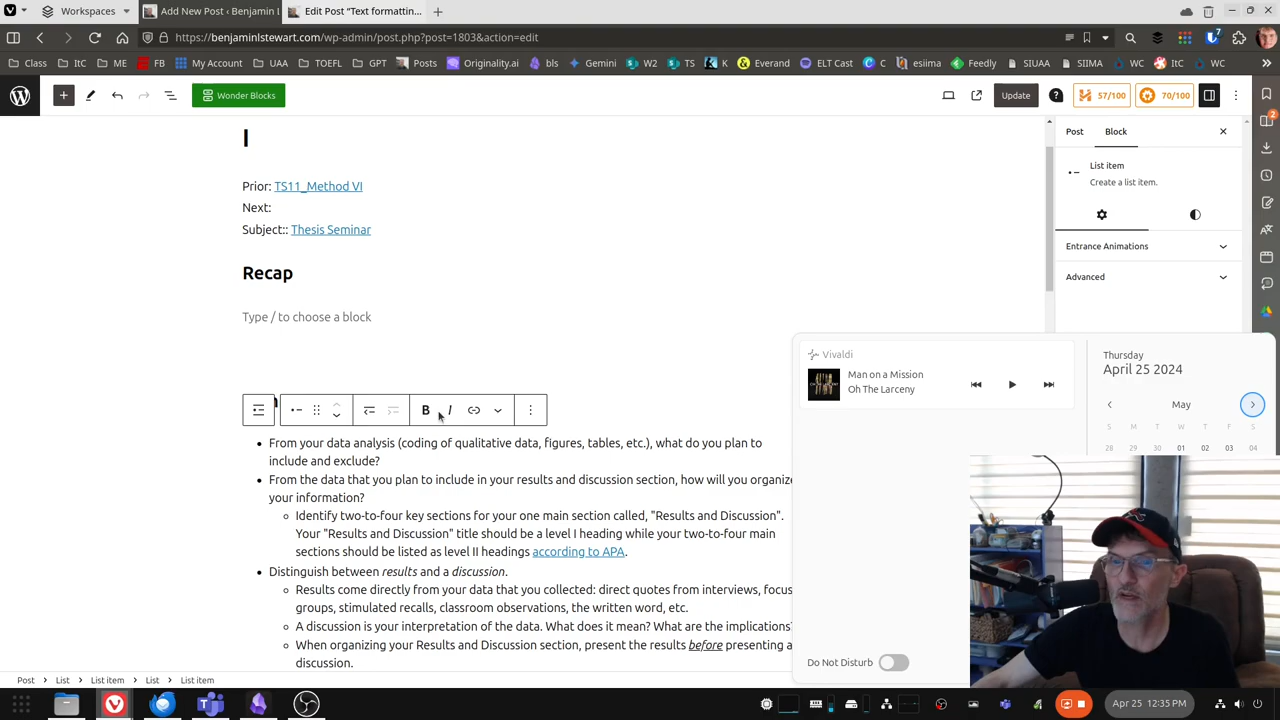 Workspaces
Add New Post ‹ Benjamin L
Edit Post “Text formattin
https://benjaminlstewart.com/wp-admin/post.php?post=1803&action=edit
7
Class
ItC
ME
FB
My Account
UAA
TOEFL
GPT
Posts
Originality.ai
bls
Gemini
W2
TS
K
Everand
ELT Cast
C
esiima
Feedly
SIUAA
SIIMA
WC
ItC
WC
Wonder Blocks
Update
57/100
70/100
2
I
Prior: TS11_Method VI
Next:
Subject:: Thesis Seminar
Recap
Type / to choose a block
B I
From your data analysis (coding of qualitative data, figures, tables, etc.), what do you plan to
include and exclude?
From the data that you plan to include in your results and discussion section, how will you organize
your information?
Identify two-to-four key sections for your one main section called, "Results and Discussion".
Your "Results and Discussion" title should be a level I heading while your two-to-four main
sections should be listed as level II headings according to APA.
Distinguish between results and a discussion.
Results come directly from your data that you collected: direct quotes from interviews, focus
groups, stimulated recalls, classroom observations, the written word, etc.
A discussion is your interpretation of the data. What does it mean? What are the implications?
When organizing your Results and Discussion section, present the results before presenting a
discussion.
Post
Block
List item
Create a list item.
Entrance Animations
Advanced
Vivaldi
Man on a Mission
Oh The Larceny
Do Not Disturb
Thursday
April 25 2024
May
S M T W T F S
28 29 30 01 02 03 04
Post
List
List item
List
List item
Apr 25 12:35 PM